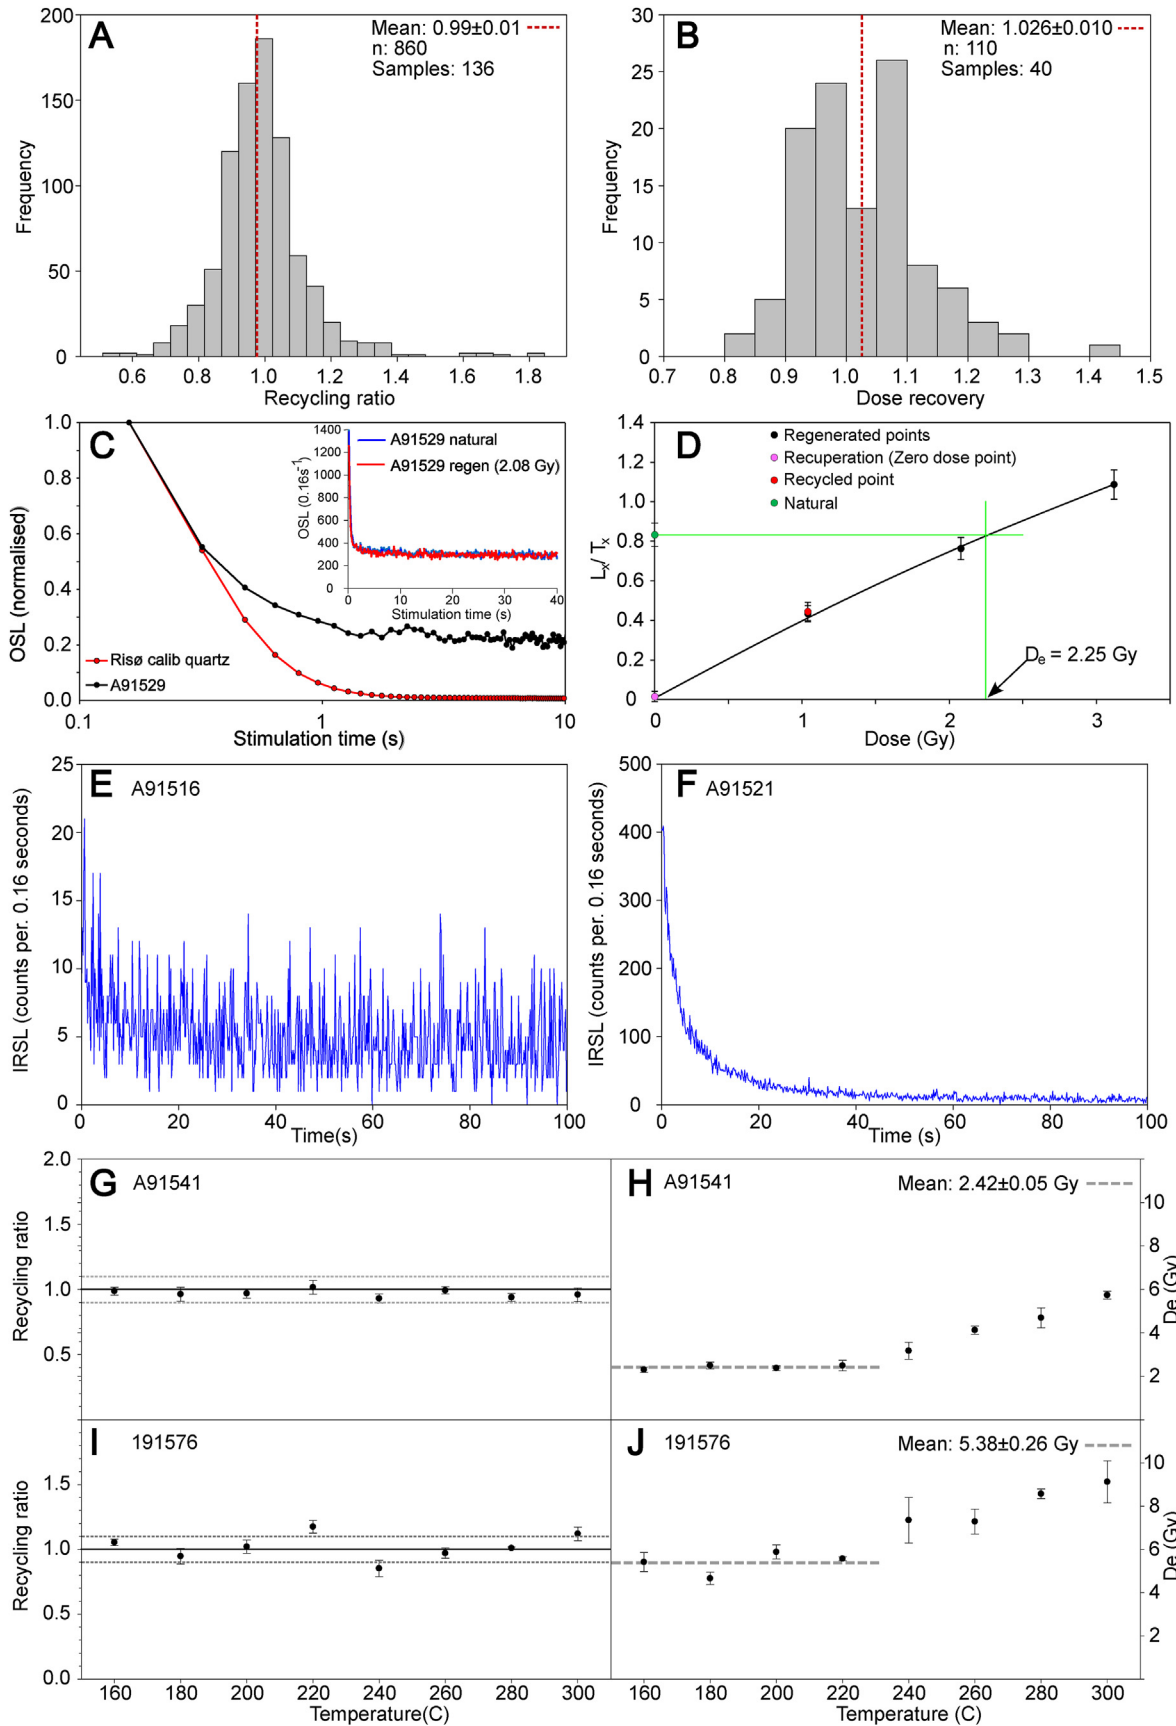 A
Mean: 0.99±0.01
n: 860
Samples: 136
200
150
100
50
0
Frequency
0.6 0.8 1.0 1.2 1.4 1.6 1.8
Recycling ratio
B
Mean: 1.026±0.010
n: 110
Samples: 40
30
25
20
15
10
5
0
Frequency
0.7 0.8 0.9 1.0 1.1 1.2 1.3 1.4 1.5
Dose recovery
C
1.0
0.8
0.6
0.4
0.2
0.0
OSL (normalised)
Risø calib quartz
A91529
0.1 1 10
Stimulation time (s)
1400
1200
1000
800
600
400
200
0
OSL (0.16s-1)
A91529 natural
A91529 regen (2.08 Gy)
0 10 20 30 40
Stimulation time (s)
D
1.4
1.2
1.0
0.8
0.6
0.4
0.2
0
Lx/ Tx
Regenerated points
Recuperation (Zero dose point)
Recycled point
Natural
De = 2.25 Gy
0 1 2 3
Dose (Gy)
E
A91516
25
20
15
10
5
0
IRSL (counts per. 0.16 seconds)
0 20 40 60 80 100
Time(s)
F
A91521
500
400
300
200
100
0
IRSL (counts per. 0.16 seconds)
0 20 40 60 80 100
Time (s)
G
A91541
2.0
1.5
1.0
0.5
Recycling ratio
H
A91541
Mean: 2.42±0.05 Gy
10
8
6
4
2
De (Gy)
I
191576
1.5
1.0
0.5
0.0
Recycling ratio
160 180 200 220 240 260 280 300
Temperature(C)
J
191576
Mean: 5.38±0.26 Gy
10
8
6
4
2
De (Gy)
160 180 200 220 240 260 280 300
Temperature (C)